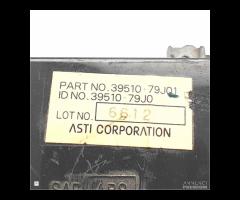 PART NO. 39510-79J01
ID NO. 39510-79J0
LOT NO. 6612
ASTI CORPORATION